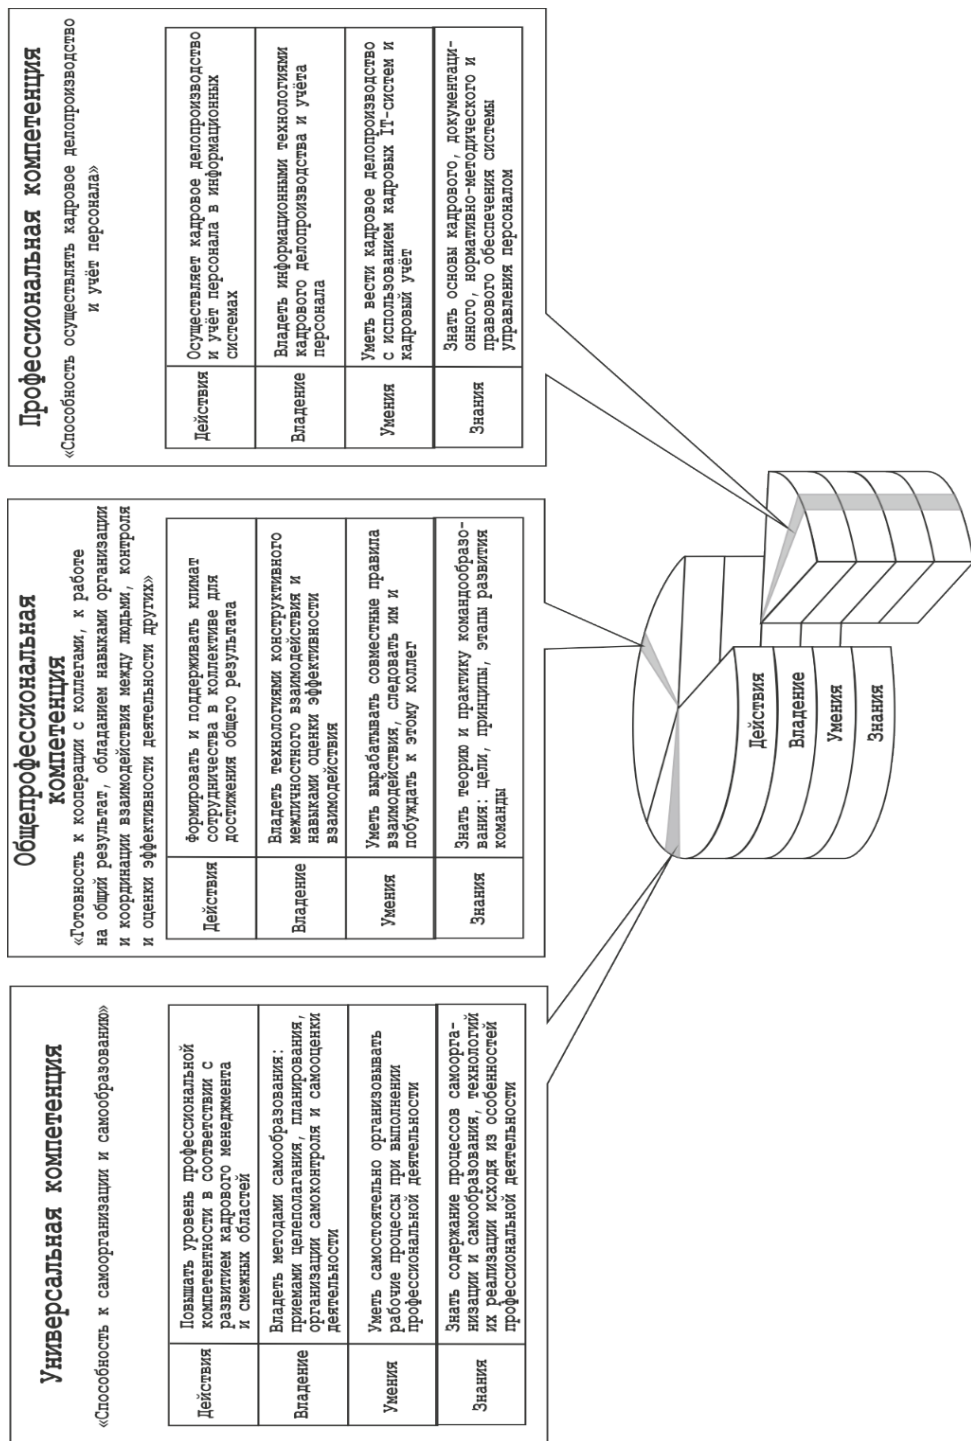 Универсальная компетенция
«Способность к самоорганизации и самообразованию»
Действия
Повышать уровень профессиональной
компетентности в соответствии с
развитием кадрового менеджмента
и смежных областей
Владение
Владеть методами самообразования:
приемами целеполагания, планирования,
организации самоконтроля и самооценки
деятельности
Умения
Уметь самостоятельно организовывать
рабочие процессы при выполнении
профессиональной деятельности
Знания
Знать содержание процессов самоорга-
низации и самообразования, технологий
их реализации исходя из особенностей
профессиональной деятельности
Общепрофессиональная
компетенция
«Готовность к кооперации с коллегами, к работе
на общий результат, обладанием навыками организации
и координации взаимодействия между людьми, контроля
и оценки эффективности деятельности других»
Действия
Формировать и поддерживать климат
сотрудничества в коллективе для
достижения общего результата
Владение
Владеть технологиями конструктивного
межличностного взаимодействия и
навыками оценки эффективности
взаимодействия
Умения
Уметь вырабатывать совместные правила
взаимодействия, следовать им и
побуждать к этому коллег
Знания
Знать теорию и практику командообразо-
вания: цели, принципы, этапы развития
команды
Профессиональная компетенция
«Способность осуществлять кадровое делопроизводство
и учёт персонала»
Действия
Осуществляет кадровое делопроизводство
и учёт персонала в информационных
системах
Владение
Владеть информационными технологиями
кадрового делопроизводства и учёта
персонала
Умения
Уметь вести кадровое делопроизводство
с использованием кадровых IT-систем и
кадровый учёт
Знания
Знать основы кадрового, документаци-
онного, нормативно-методического и
правового обеспечения системы
управления персоналом
Действия
Владение
Умения
Знания